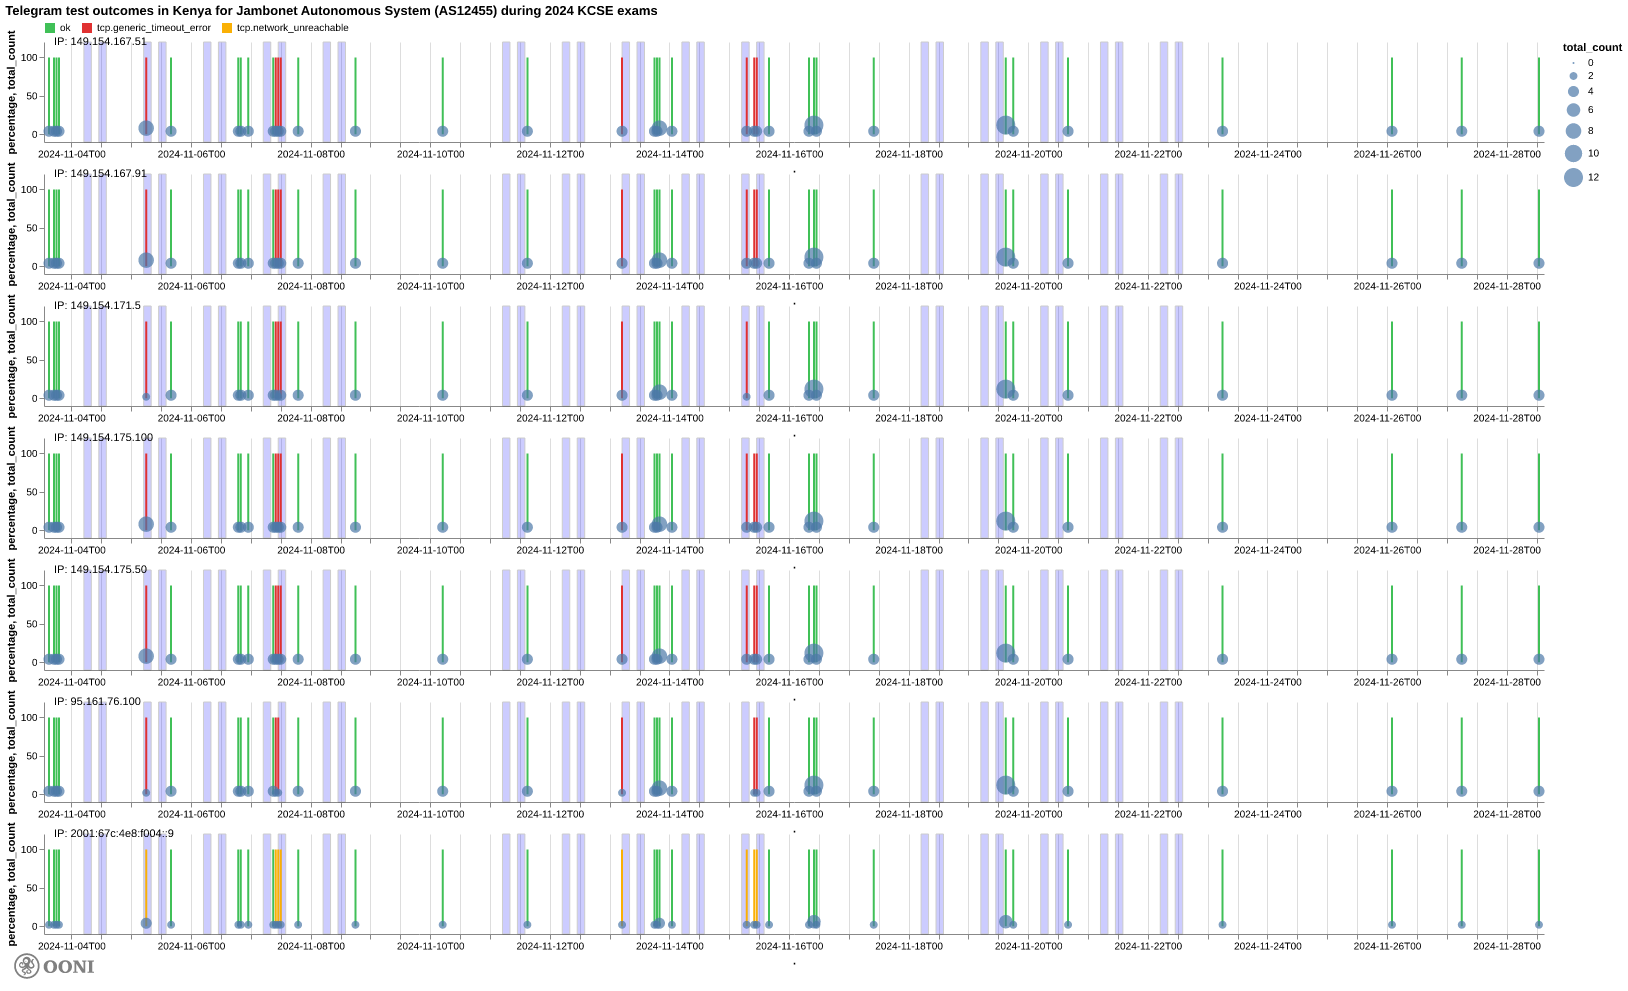 Telegram test outcomes in Kenya for Jambonet Autonomous System (AS12455) during 2024 KCSE exams
ok tcp.generic_timeout_error tcp.network_unreachable
total_count
0
2
4
6
8
10
12
IP: 149.154.167.51
percentage, total_count
100
50
0
2024-11-04T00 2024-11-06T00 2024-11-08T00 2024-11-10T00 2024-11-12T00 2024-11-14T00 2024-11-16T00 2024-11-18T00 2024-11-20T00 2024-11-22T00 2024-11-24T00 2024-11-26T00 2024-11-28T00
IP: 149.154.167.91
percentage, total_count
100
50
0
2024-11-04T00 2024-11-06T00 2024-11-08T00 2024-11-10T00 2024-11-12T00 2024-11-14T00 2024-11-16T00 2024-11-18T00 2024-11-20T00 2024-11-22T00 2024-11-24T00 2024-11-26T00 2024-11-28T00
IP: 149.154.171.5
percentage, total_count
100
50
0
2024-11-04T00 2024-11-06T00 2024-11-08T00 2024-11-10T00 2024-11-12T00 2024-11-14T00 2024-11-16T00 2024-11-18T00 2024-11-20T00 2024-11-22T00 2024-11-24T00 2024-11-26T00 2024-11-28T00
IP: 149.154.175.100
percentage, total_count
100
50
0
2024-11-04T00 2024-11-06T00 2024-11-08T00 2024-11-10T00 2024-11-12T00 2024-11-14T00 2024-11-16T00 2024-11-18T00 2024-11-20T00 2024-11-22T00 2024-11-24T00 2024-11-26T00 2024-11-28T00
IP: 149.154.175.50
percentage, total_count
100
50
0
2024-11-04T00 2024-11-06T00 2024-11-08T00 2024-11-10T00 2024-11-12T00 2024-11-14T00 2024-11-16T00 2024-11-18T00 2024-11-20T00 2024-11-22T00 2024-11-24T00 2024-11-26T00 2024-11-28T00
IP: 95.161.76.100
percentage, total_count
100
50
0
2024-11-04T00 2024-11-06T00 2024-11-08T00 2024-11-10T00 2024-11-12T00 2024-11-14T00 2024-11-16T00 2024-11-18T00 2024-11-20T00 2024-11-22T00 2024-11-24T00 2024-11-26T00 2024-11-28T00
IP: 2001:67c:4e8:f004::9
percentage, total_count
100
50
0
2024-11-04T00 2024-11-06T00 2024-11-08T00 2024-11-10T00 2024-11-12T00 2024-11-14T00 2024-11-16T00 2024-11-18T00 2024-11-20T00 2024-11-22T00 2024-11-24T00 2024-11-26T00 2024-11-28T00
OONI